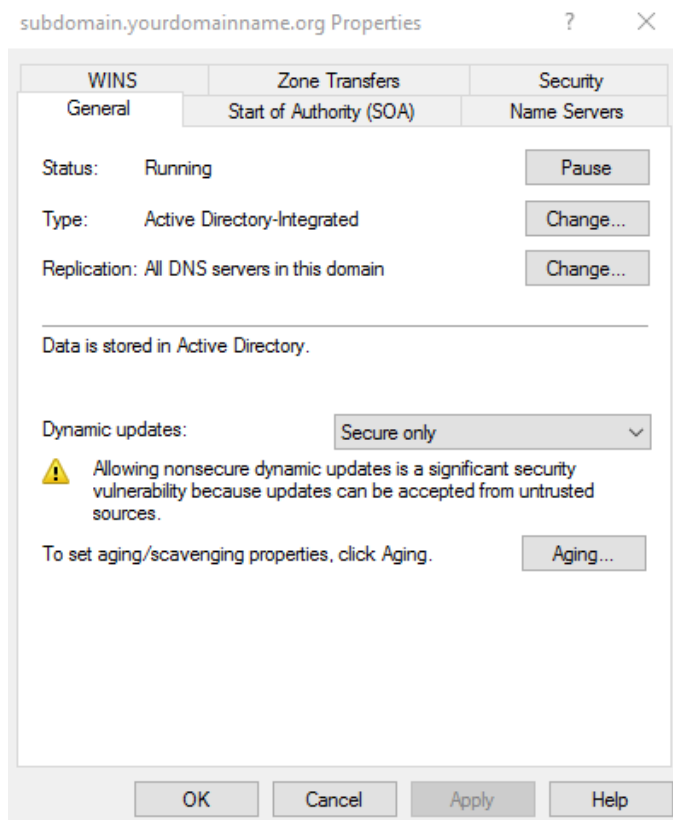 subdomain.yourdomainname.org Properties ?
WINS Zone Transfers Security
General Start of Authority (SOA) Name Servers
Status: Running Pause
Type: Active Directory-Integrated Change...
Replication: All DNS servers in this domain Change...
Data is stored in Active Directory.
Dynamic updates: Secure only
Allowing nonsecure dynamic updates is a significant security
vulnerability because updates can be accepted from untrusted
sources.
To set aging/scavenging properties, click Aging. Aging...
OK Cancel Apply Help